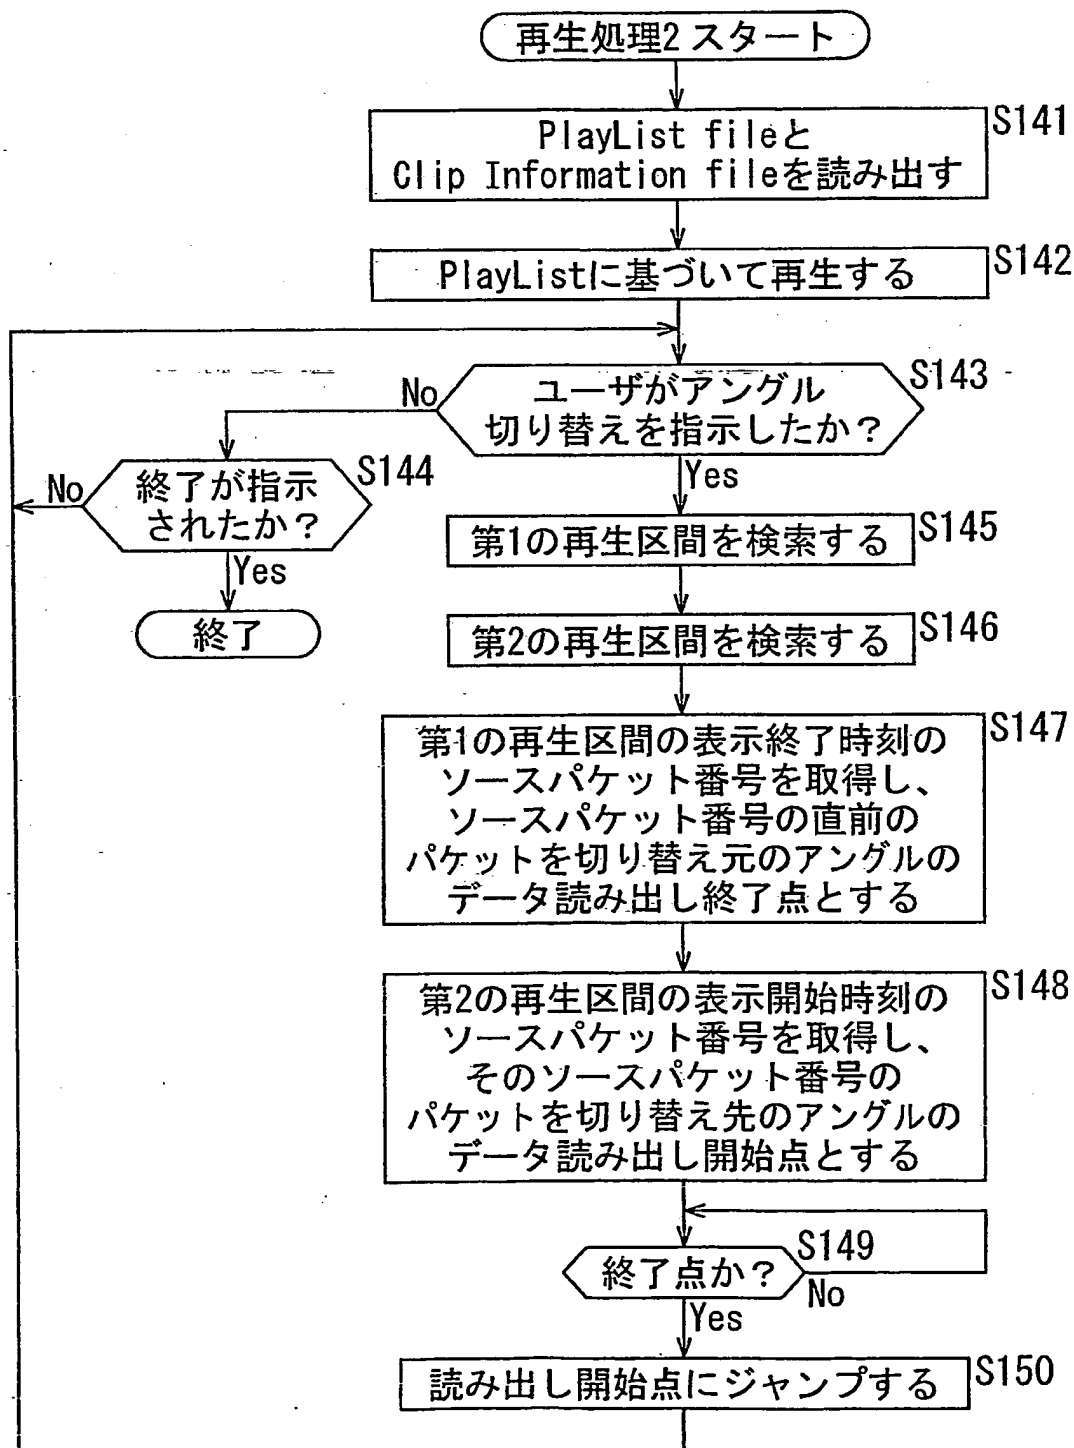 再生処理2 スタート
S141
PlayList fileと
Clip Information fileを読み出す
S142
PlayListに基づいて再生する
S143
ユーザがアングル
切り替えを指示したか?
No
Yes
S144
終了が指示
されたか?
No
Yes
終了
S145
第1の再生区間を検索する
S146
第2の再生区間を検索する
S147
第1の再生区間の表示終了時刻の
ソースパケット番号を取得し、
ソースパケット番号の直前の
パケットを切り替え元のアングルの
データ読み出し終了点とする
S148
第2の再生区間の表示開始時刻の
ソースパケット番号を取得し、
そのソースパケット番号の
パケットを切り替え先のアングルの
データ読み出し開始点とする
S149
終了点か?
No
Yes
S150
読み出し開始点にジャンプする